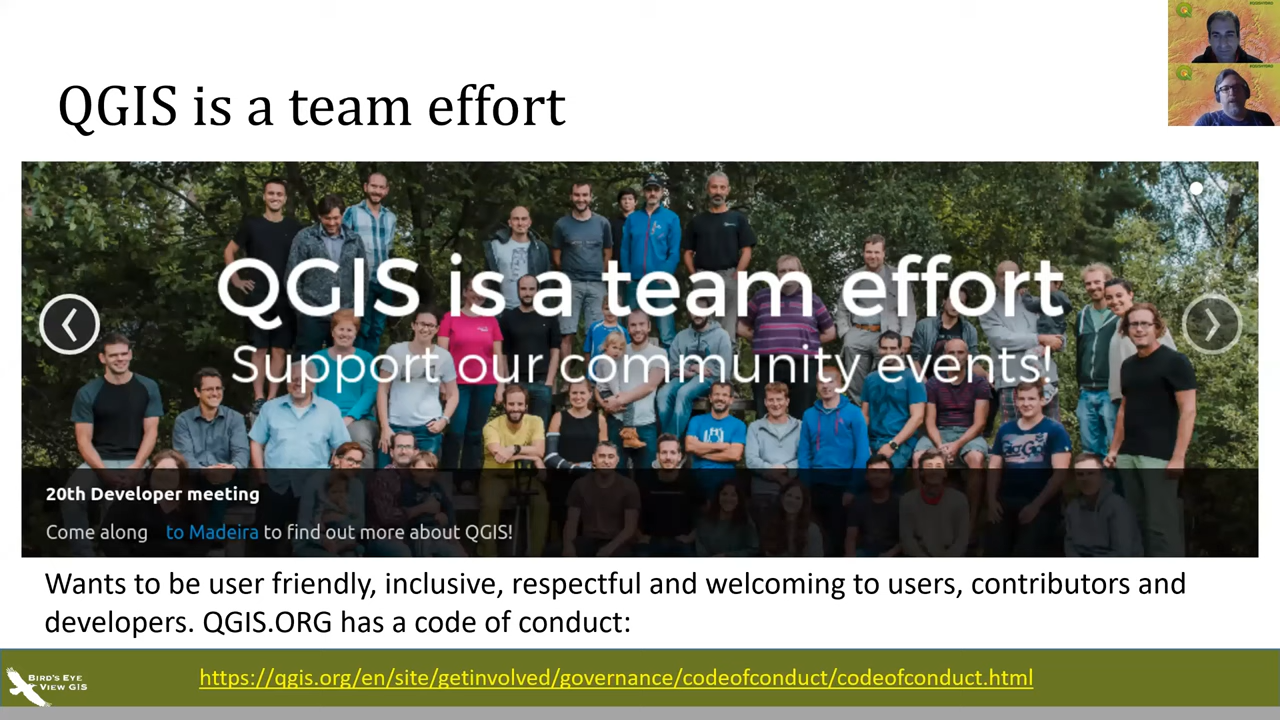 QGIS is a team effort
QGIS is a team effort
Support our community events!
20th Developer meeting
Come along to Madeira to find out more about QGIS!
Wants to be user friendly, inclusive, respectful and welcoming to users, contributors and
developers. QGIS.ORG has a code of conduct:
BIRD'S EYE
VIEW GIS
https://qgis.org/en/site/getinvolved/governance/codeofconduct/codeofconduct.html